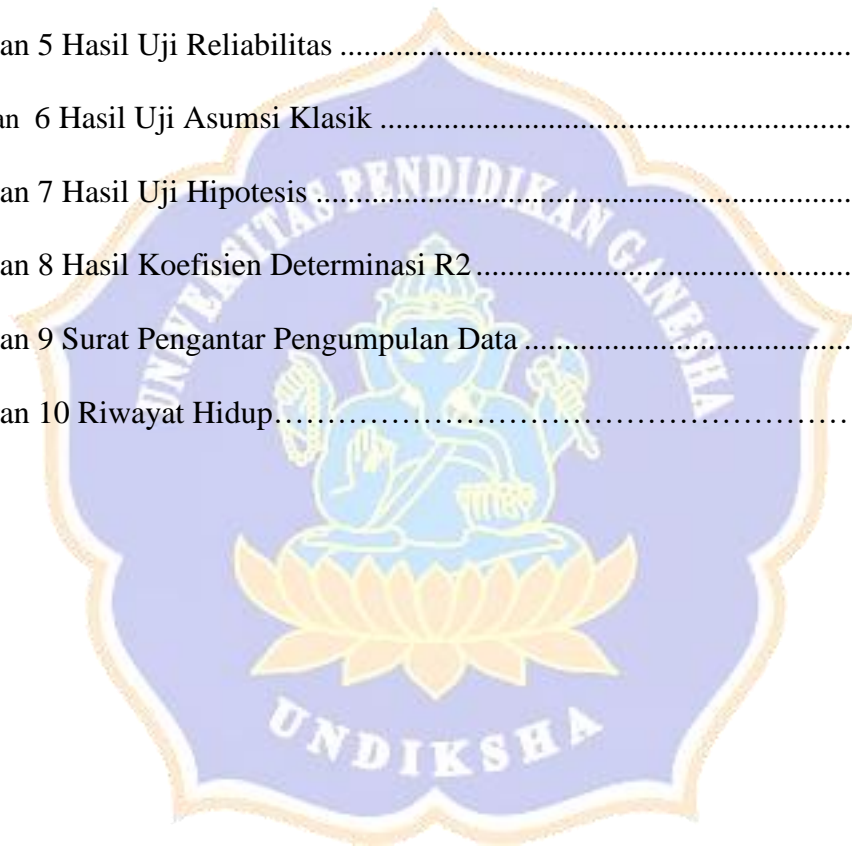 an 5 Hasil Uji Reliabilitas ........................................................................
an 6 Hasil Uji Asumsi Klasik ..................................................................
an 7 Hasil Uji Hipotesis ...........................................................................
an 8 Hasil Koefisien Determinasi R2 .....................................................
an 9 Surat Pengantar Pengumpulan Data ..............................................
an 10 Riwayat Hidup……………………………………………………
UNIVERSITAS PENDIDIKAN GANESHA
UNDIKSHA